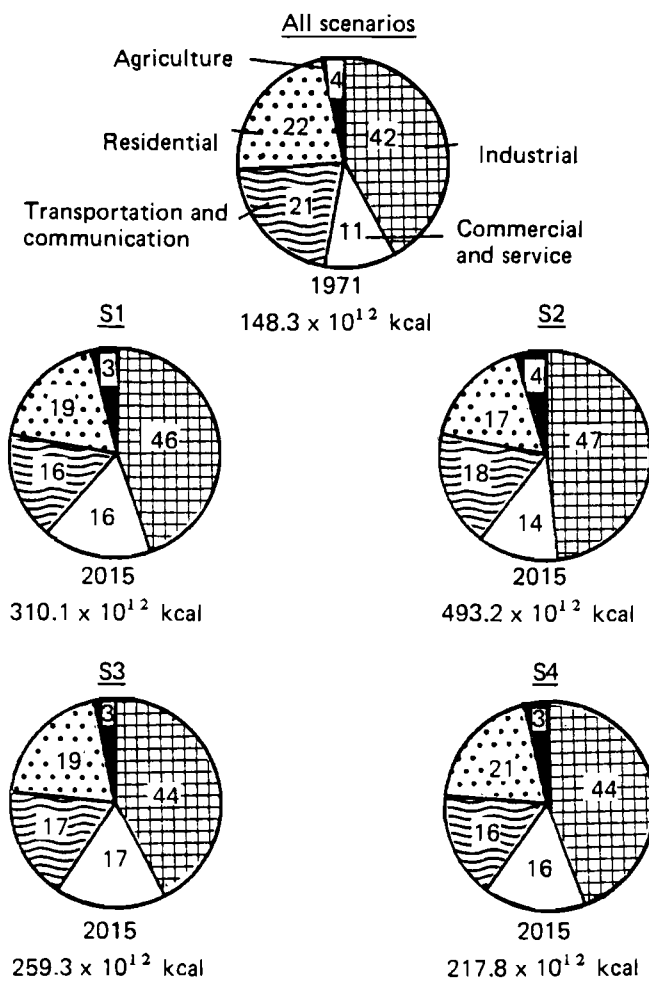 All scenarios
Agriculture
4
22
42
Residential
Industrial
21
Transportation and
communication
11
Commercial
and service
1971
148.3 x 10¹² kcal
S1
3
19
46
16
16
2015
310.1 x 10¹² kcal
S2
4
17
47
18
14
2015
493.2 x 10¹² kcal
S3
3
19
44
17
17
2015
259.3 x 10¹² kcal
S4
3
21
44
16
16
2015
217.8 x 10¹² kcal